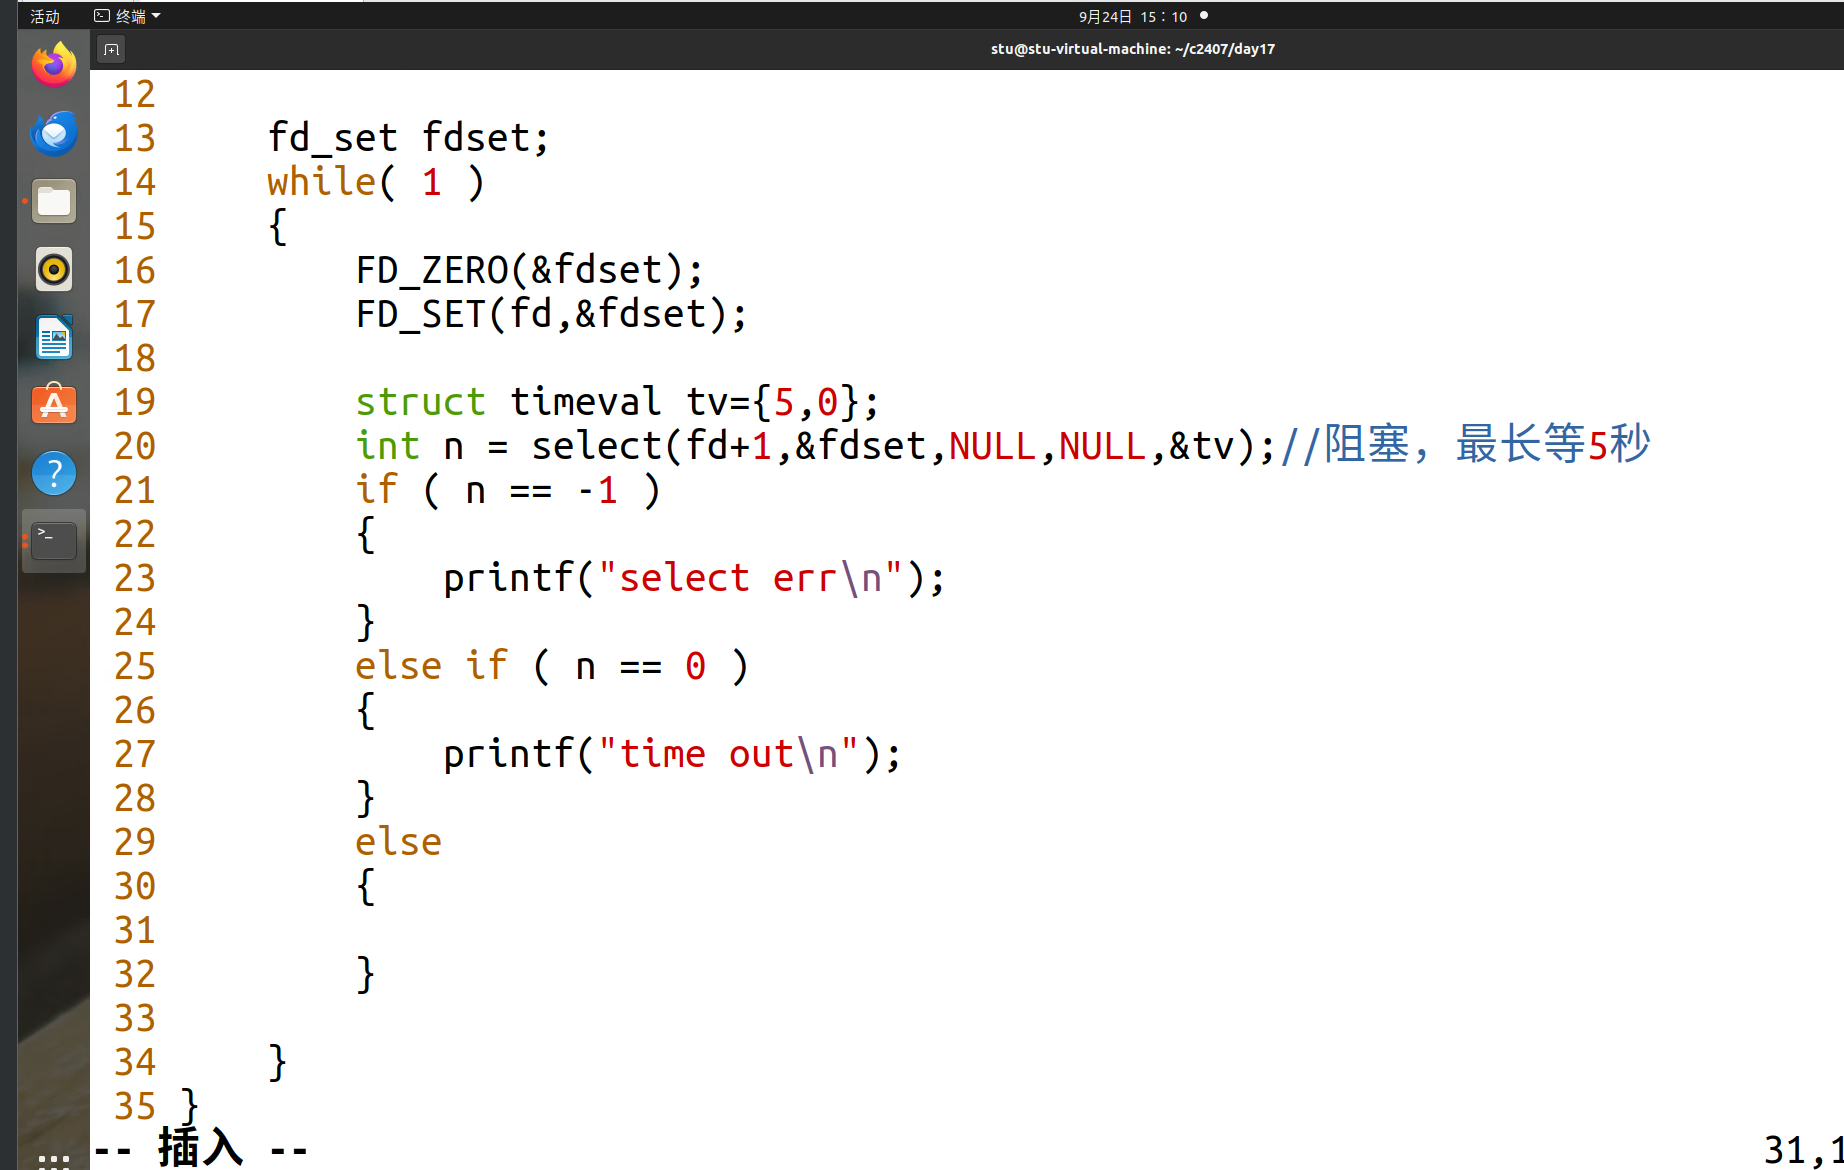 活动 终端 9月24日 15：10
stu@stu-virtual-machine: ~/c2407/day17
12
13     fd_set fdset;
14     while( 1 )
15     {
16         FD_ZERO(&fdset);
17         FD_SET(fd,&fdset);
18
19         struct timeval tv={5,0};
20         int n = select(fd+1,&fdset,NULL,NULL,&tv);//阻塞，最长等5秒
21         if ( n == -1 )
22         {
23             printf("select err\n");
24         }
25         else if ( n == 0 )
26         {
27             printf("time out\n");
28         }
29         else
30         {
31
32         }
33
34     }
35 }
-- 插入 -- 31,1